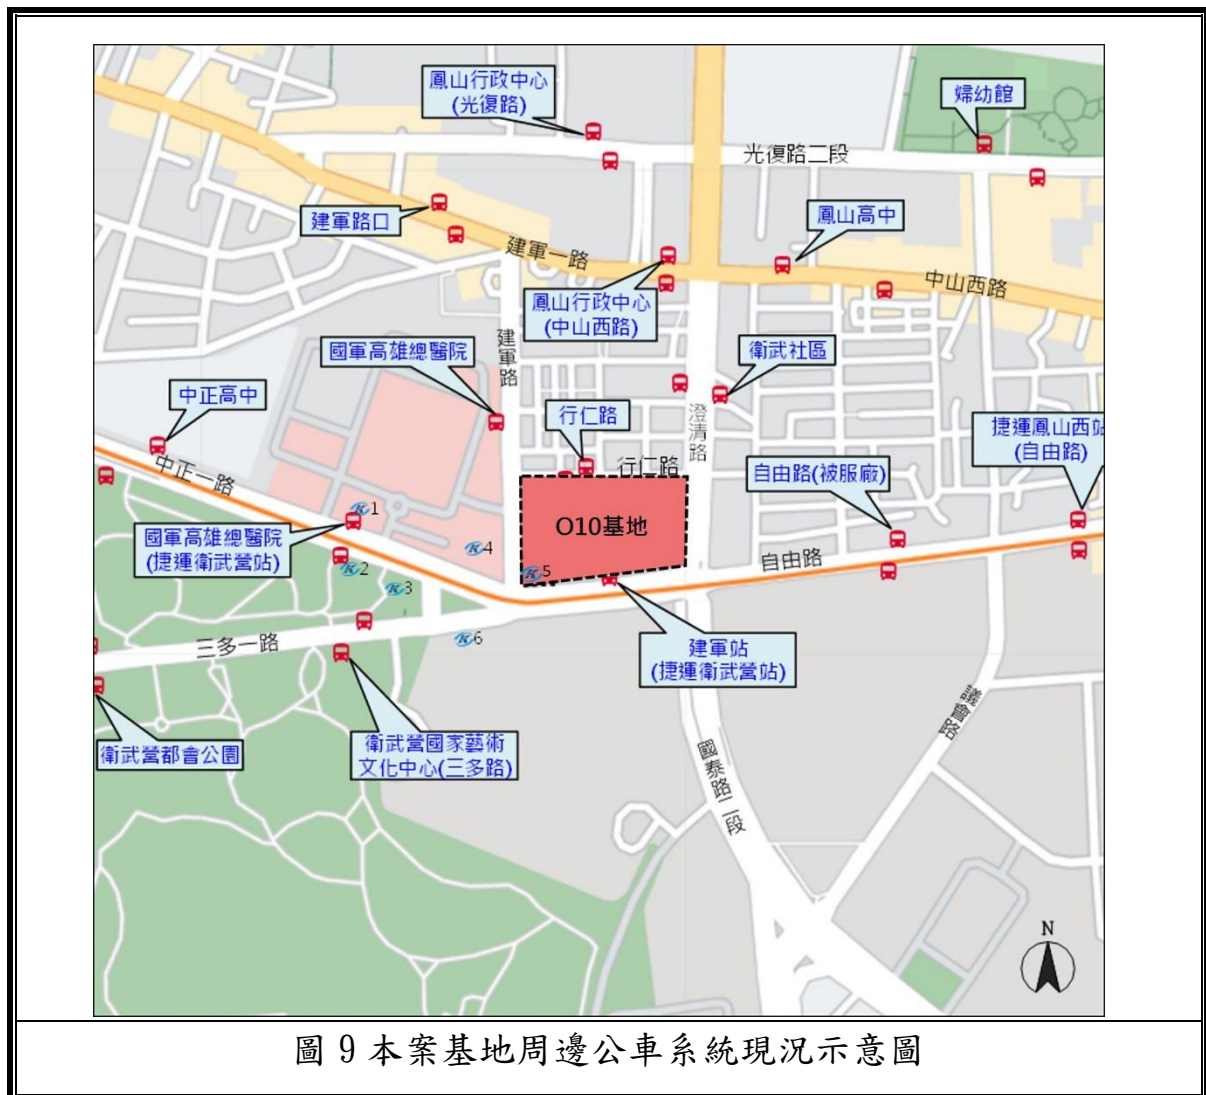 鳳山行政中心
(光復路)
婦幼館
光復路二段
建軍路口
鳳山高中
建軍一路
中山西路
鳳山行政中心
(中山西路)
建軍路
國軍高雄總醫院
衛武社區
中正高中
行仁路
澄清路
捷運鳳山西站
(自由路)
中正一路
行仁路
自由路(被服廠)
K1
O10基地
國軍高雄總醫院
(捷運衛武營站)
K4
自由路
K2
K5
K3
三多一路
K6
建軍站
(捷運衛武營站)
議會路
衛武營都會公園
衛武營國家藝術
文化中心(三多路)
國泰路二段
N
圖 9 本案基地周邊公車系統現況示意圖